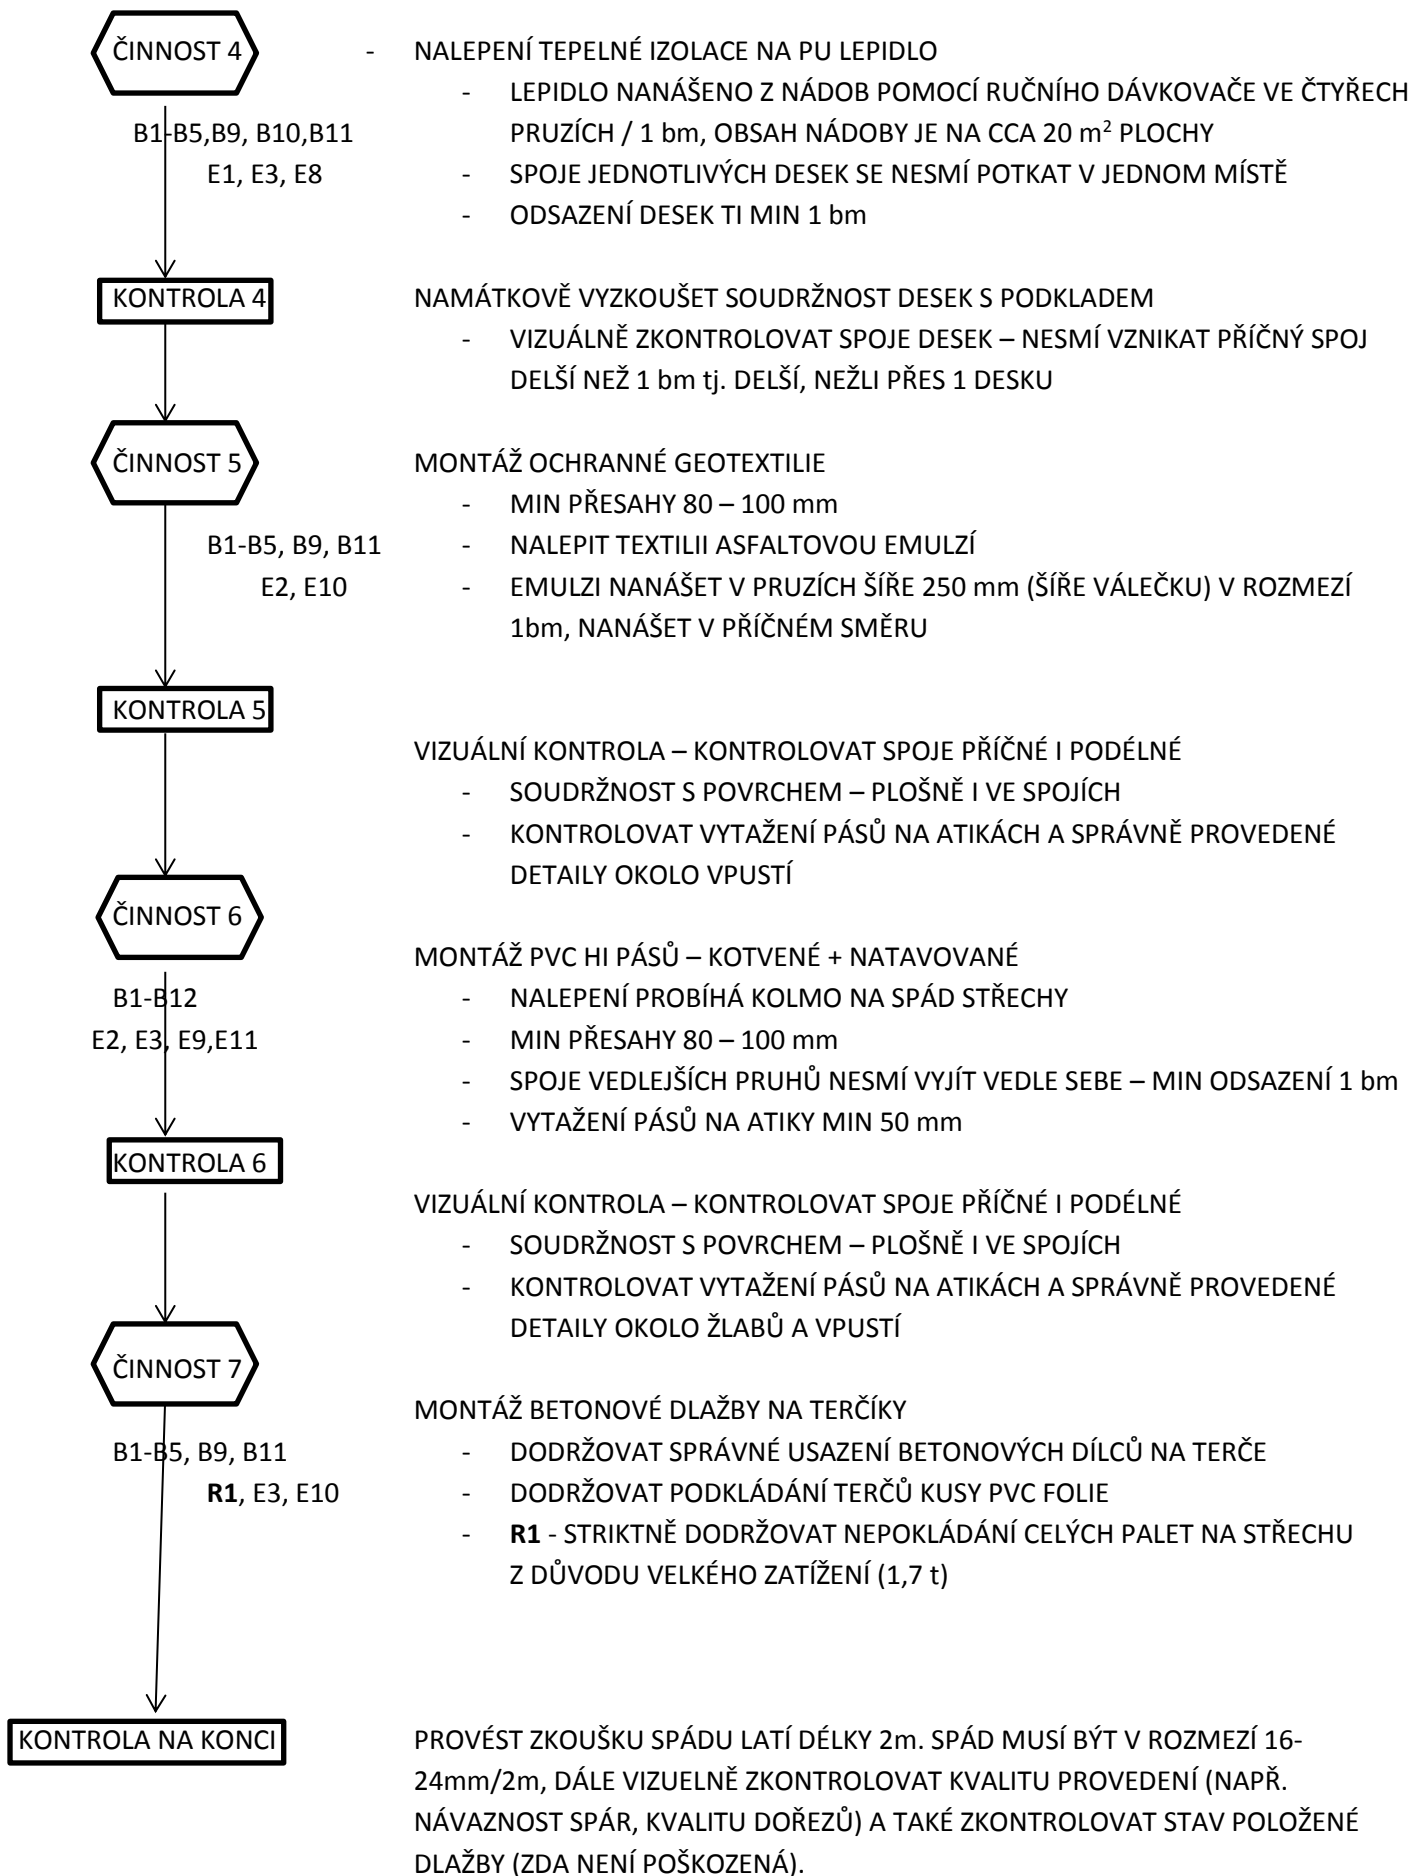 ČINNOST 4 - NALEPENÍ TEPELNÉ IZOLACE NA PU LEPIDLO
- LEPIDLO NANÁŠENO Z NÁDOB POMOCÍ RUČNÍHO DÁVKOVAČE VE ČTYŘECH
B1-B5,B9, B10,B11 PRUZÍCH / 1 bm, OBSAH NÁDOBY JE NA CCA 20 m² PLOCHY
E1, E3, E8 - SPOJE JEDNOTLIVÝCH DESEK SE NESMÍ POTKAT V JEDNOM MÍSTĚ
- ODSAZENÍ DESEK TI MIN 1 bm
KONTROLA 4 NAMÁTKOVĚ VYZKOUŠET SOUDRŽNOST DESEK S PODKLADEM
- VIZUÁLNĚ ZKONTROLOVAT SPOJE DESEK – NESMÍ VZNIKAT PŘÍČNÝ SPOJ
DELŠÍ NEŽ 1 bm tj. DELŠÍ, NEŽLI PŘES 1 DESKU
ČINNOST 5 MONTÁŽ OCHRANNÉ GEOTEXTILIE
- MIN PŘESAHY 80 – 100 mm
B1-B5, B9, B11 - NALEPIT TEXTILII ASFALTOVOU EMULZÍ
E2, E10 - EMULZI NANÁŠET V PRUZÍCH ŠÍŘE 250 mm (ŠÍŘE VÁLEČKU) V ROZMEZÍ
1bm, NANÁŠET V PŘÍČNÉM SMĚRU
KONTROLA 5
VIZUÁLNÍ KONTROLA – KONTROLOVAT SPOJE PŘÍČNÉ I PODÉLNÉ
- SOUDRŽNOST S POVRCHEM – PLOŠNĚ I VE SPOJÍCH
- KONTROLOVAT VYTAŽENÍ PÁSŮ NA ATIKÁCH A SPRÁVNĚ PROVEDENÉ
DETAILY OKOLO VPUSTÍ
ČINNOST 6
MONTÁŽ PVC HI PÁSŮ – KOTVENÉ + NATAVOVANÉ
B1-B12 - NALEPENÍ PROBÍHÁ KOLMO NA SPÁD STŘECHY
E2, E3, E9,E11 - MIN PŘESAHY 80 – 100 mm
- SPOJE VEDLEJŠÍCH PRUHŮ NESMÍ VYJÍT VEDLE SEBE – MIN ODSAZENÍ 1 bm
- VYTAŽENÍ PÁSŮ NA ATIKY MIN 50 mm
KONTROLA 6
VIZUÁLNÍ KONTROLA – KONTROLOVAT SPOJE PŘÍČNÉ I PODÉLNÉ
- SOUDRŽNOST S POVRCHEM – PLOŠNĚ I VE SPOJÍCH
- KONTROLOVAT VYTAŽENÍ PÁSŮ NA ATIKÁCH A SPRÁVNĚ PROVEDENÉ
DETAILY OKOLO ŽLABŮ A VPUSTÍ
ČINNOST 7
MONTÁŽ BETONOVÉ DLAŽBY NA TERČÍKY
B1-B5, B9, B11 - DODRŽOVAT SPRÁVNÉ USAZENÍ BETONOVÝCH DÍLCŮ NA TERČE
R1, E3, E10 - DODRŽOVAT PODKLÁDÁNÍ TERČŮ KUSY PVC FOLIE
- R1 - STRIKTNĚ DODRŽOVAT NEPOKLÁDÁNÍ CELÝCH PALET NA STŘECHU
Z DŮVODU VELKÉHO ZATÍŽENÍ (1,7 t)
KONTROLA NA KONCI PROVÉST ZKOUŠKU SPÁDU LATÍ DÉLKY 2m. SPÁD MUSÍ BÝT V ROZMEZÍ 16-
24mm/2m, DÁLE VIZUELNĚ ZKONTROLOVAT KVALITU PROVEDENÍ (NAPŘ.
NÁVAZNOST SPÁR, KVALITU DOŘEZŮ) A TAKÉ ZKONTROLOVAT STAV POLOŽENÉ
DLAŽBY (ZDA NENÍ POŠKOZENÁ).